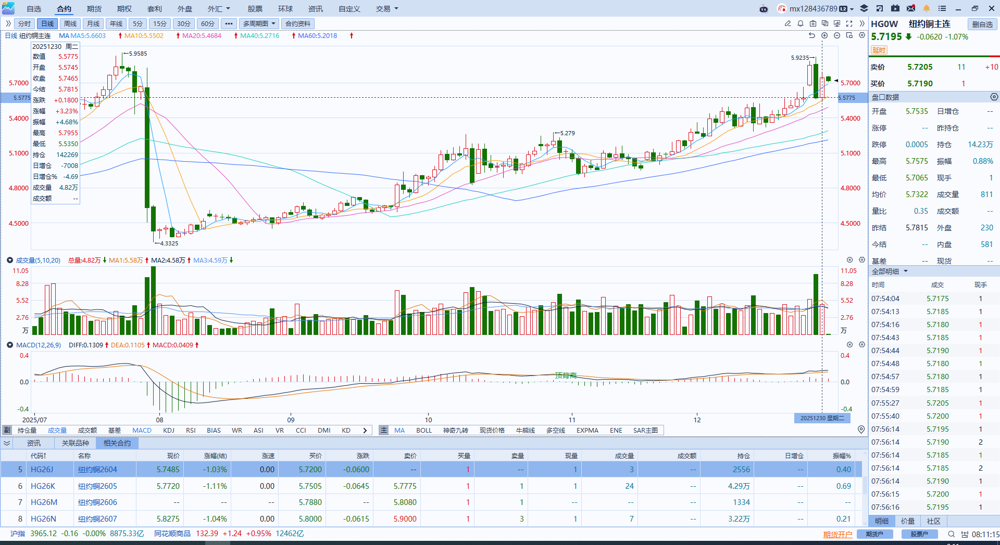 自选 合约 期货 期权 套利 外盘 外汇 股票 环球 资讯 自定义 交易 mx128436789 L2
分时 日线 周线 月线 年线 5分 15分 30分 60分 ••• 多周期图 合约资料
日线 纽约铜主连 MA MA5:5.6603 MA10:5.5502 MA20:5.4684 MA40:5.2716 MA60:5.2018
20251230 周二
数值 5.5775
开盘 5.5745
收盘 5.7465
今结 5.7815
涨跌 +0.1800
涨幅 +3.23%
振幅 +4.68%
最高 5.7955
最低 5.5350
持仓 142269
日增仓 -7008
日增仓% -4.69
成交量 4.82万
成交额 --
5.9585
5.9235
5.279
4.3325
5.7000 5.7000
5.5775 5.5775
5.4000 5.4000
5.1000 5.1000
4.8000 4.8000
4.5000 4.5000
成交量(5,10,20) 总量:4.82万 MA1:5.58万 MA2:4.58万 MA3:4.59万
11.05 11.05
8.28 8.28
5.52 5.52
2.76 2.76
万 万
MACD(12,26,9) DIFF:0.1309 DEA:0.1105 MACD:0.0409
0.4 0.4
顶背离
0.0 0.0
-0.4 -0.4
2025/07 08 09 10 11 12 20251230 星期二
副 持仓量 成交量 成交额 基差 MACD KDJ RSI BIAS WR ASI VR CCI DMI KD 主 MA BOLL 神奇九转 现货价格 牛熊线 多空线 EXPMA ENE SAR主图
资讯 关联品种 相关合约
代码↑ 名称 现价 涨幅(结) 涨速 买价 涨跌 卖价 买量 卖量 现量 成交量 成交额 持仓 日增仓 振幅%
5 HG26J 纽约铜2604 5.7485 -1.03% 0.00 5.7200 -0.0600 -- 1 -- 1 3 -- 2556 -- 0.40
6 HG26K 纽约铜2605 5.7720 -1.11% 0.00 5.7505 -0.0645 5.7775 1 1 1 24 -- 4.29万 -- 0.69
7 HG26M 纽约铜2606 -- -- -- 5.7880 -- 5.8080 1 1 -- -- -- 1334 -- --
8 HG26N 纽约铜2607 5.8275 -1.04% 0.00 5.8000 -0.0615 5.9000 1 3 1 7 -- 3.22万 -- 0.21
HG0W 纽约铜主连 删自选
5.7195 -0.0620 -1.07%
延时
卖价 5.7205 11 +10
买价 5.7190 1
盘口数据
开盘 5.7535 日增仓 --
涨停 -- 昨持仓 --
跌停 0.0005 持仓 14.23万
最高 5.7575 振幅 0.88%
最低 5.7065 现手 1
均价 5.7322 成交量 811
量比 0.35 成交额 --
昨结 5.7815 外盘 230
今结 -- 内盘 581
基差 -- 现货 --
全部明细
时间 成交 现手
07:54:04 5.7175 1
07:54:13 5.7185 1
07:54:16 5.7180 1
07:54:43 5.7185 1
07:54:44 5.7190 1
07:54:48 5.7180 1
07:54:57 5.7180 1
07:54:59 5.7185 1
07:55:27 5.7205 1
07:55:40 5.7200 1
07:56:14 5.7195 1
07:56:14 5.7190 2
07:56:14 5.7185 1
07:56:14 5.7185 2
07:56:14 5.7190 1
07:56:15 5.7200 1
07:56:16 5.7195 1
明细 价量 社区
沪指 3965.12 -0.16 -0.00% 8875.33亿 同花顺商品 132.39 +1.24 +0.95% 12462亿 期货开户 期货户 股票户 08:11:15